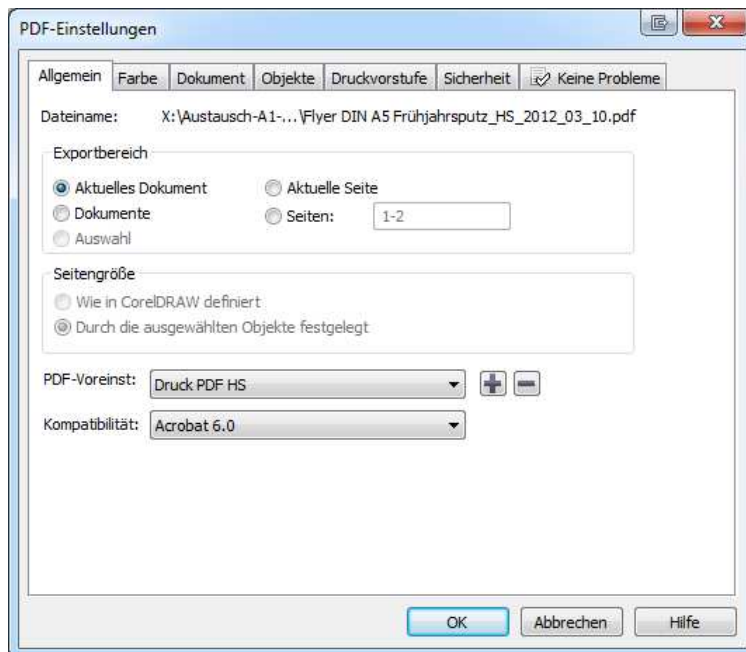 PDF-Einstellungen
Allgemein Farbe Dokument Objekte Druckvorstufe Sicherheit Keine Probleme
Dateiname: X:\Austausch-A1-...\Flyer DIN A5 Frühjahrsputz_HS_2012_03_10.pdf
Exportbereich
Aktuelles Dokument Aktuelle Seite
Dokumente Seiten: 1-2
Auswahl
Seitengröße
Wie in CorelDRAW definiert
Durch die ausgewählten Objekte festgelegt
PDF-Voreinst: Druck PDF HS
Kompatibilität: Acrobat 6.0
OK Abbrechen Hilfe